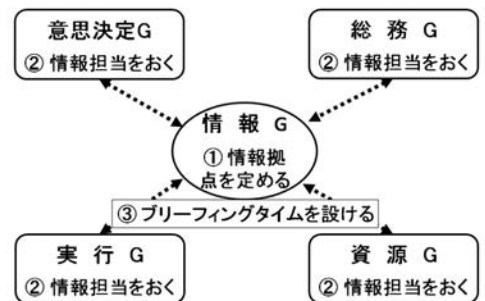 意思決定G
② 情報担当をおく
総 務 G
② 情報担当をおく
情 報 G
① 情報拠
点を定める
③ ブリーフィングタイムを設ける
実 行 G
② 情報担当をおく
資 源 G
② 情報担当をおく